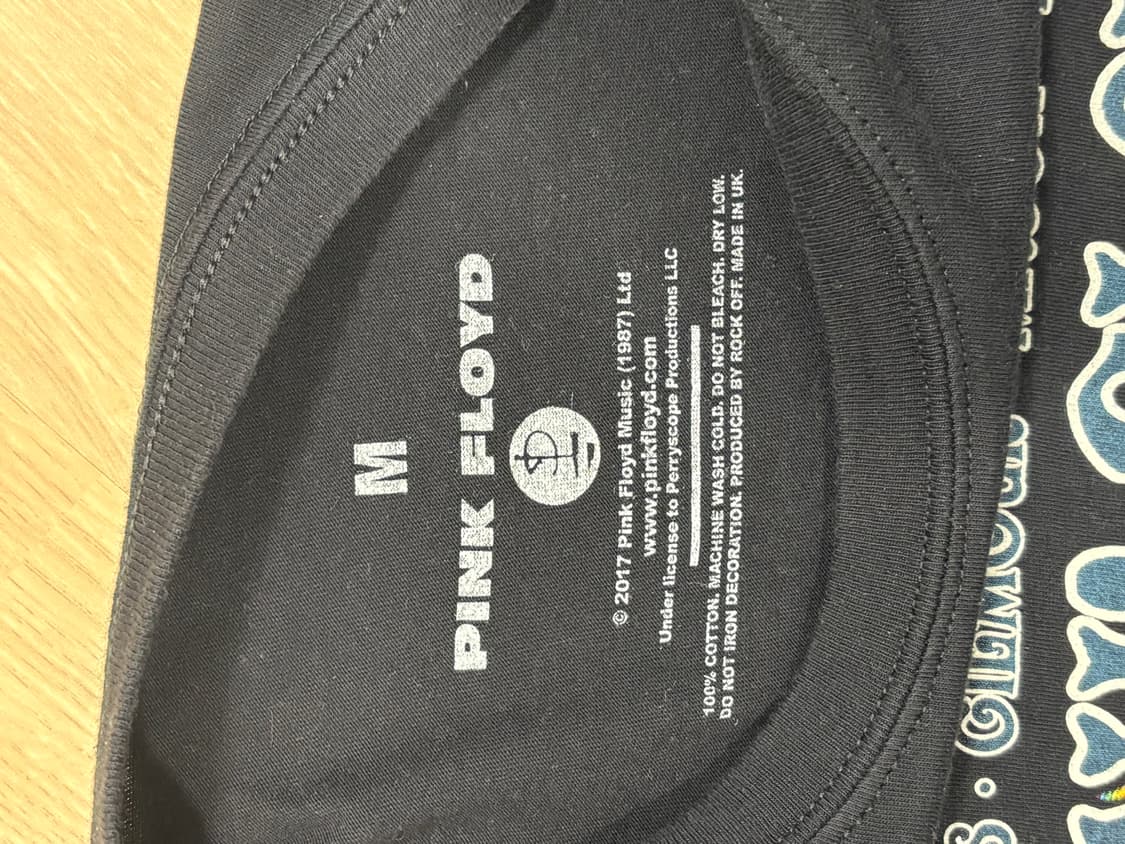 M
PINK FLOYD
© 2017 Pink Floyd Music (1987) Ltd
www.pinkfloyd.com
Under license to Perryscope Productions LLC
100% COTTON. MACHINE WASH COLD. DO NOT BLEACH. DRY LOW.
DO NOT IRON DECORATION. PRODUCED BY ROCK OFF. MADE IN UK.
GILMOUR